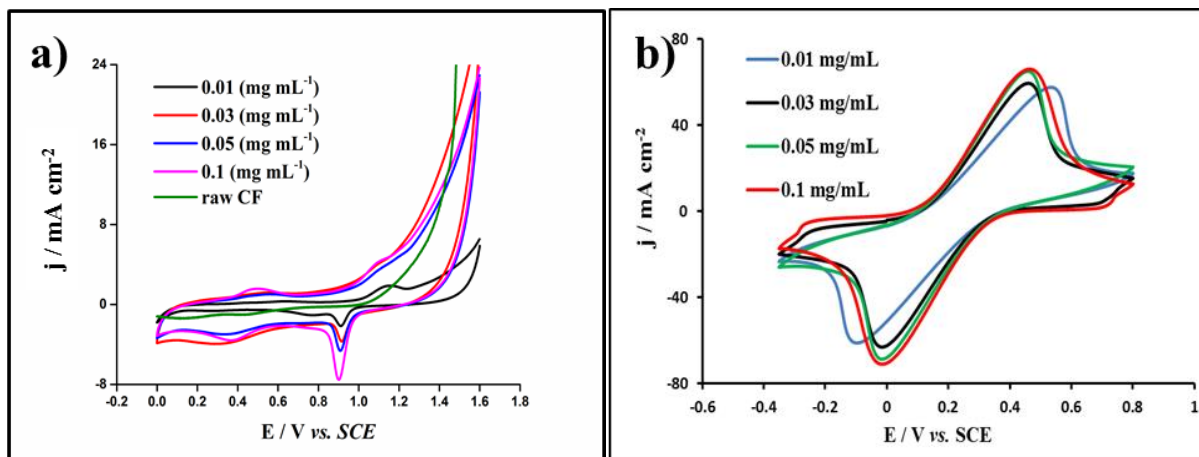 a)
24
16
8
0
-8
j / mA cm⁻²
0.01 (mg mL⁻¹)
0.03 (mg mL⁻¹)
0.05 (mg mL⁻¹)
0.1 (mg mL⁻¹)
raw CF
-0.2 0.0 0.2 0.4 0.6 0.8 1.0 1.2 1.4 1.6 1.8
E / V vs. SCE
b)
80
40
0
-40
-80
j / mA cm⁻²
0.01 mg/mL
0.03 mg/mL
0.05 mg/mL
0.1 mg/mL
-0.6 -0.4 -0.2 0 0.2 0.4 0.6 0.8 1
E / V vs. SCE